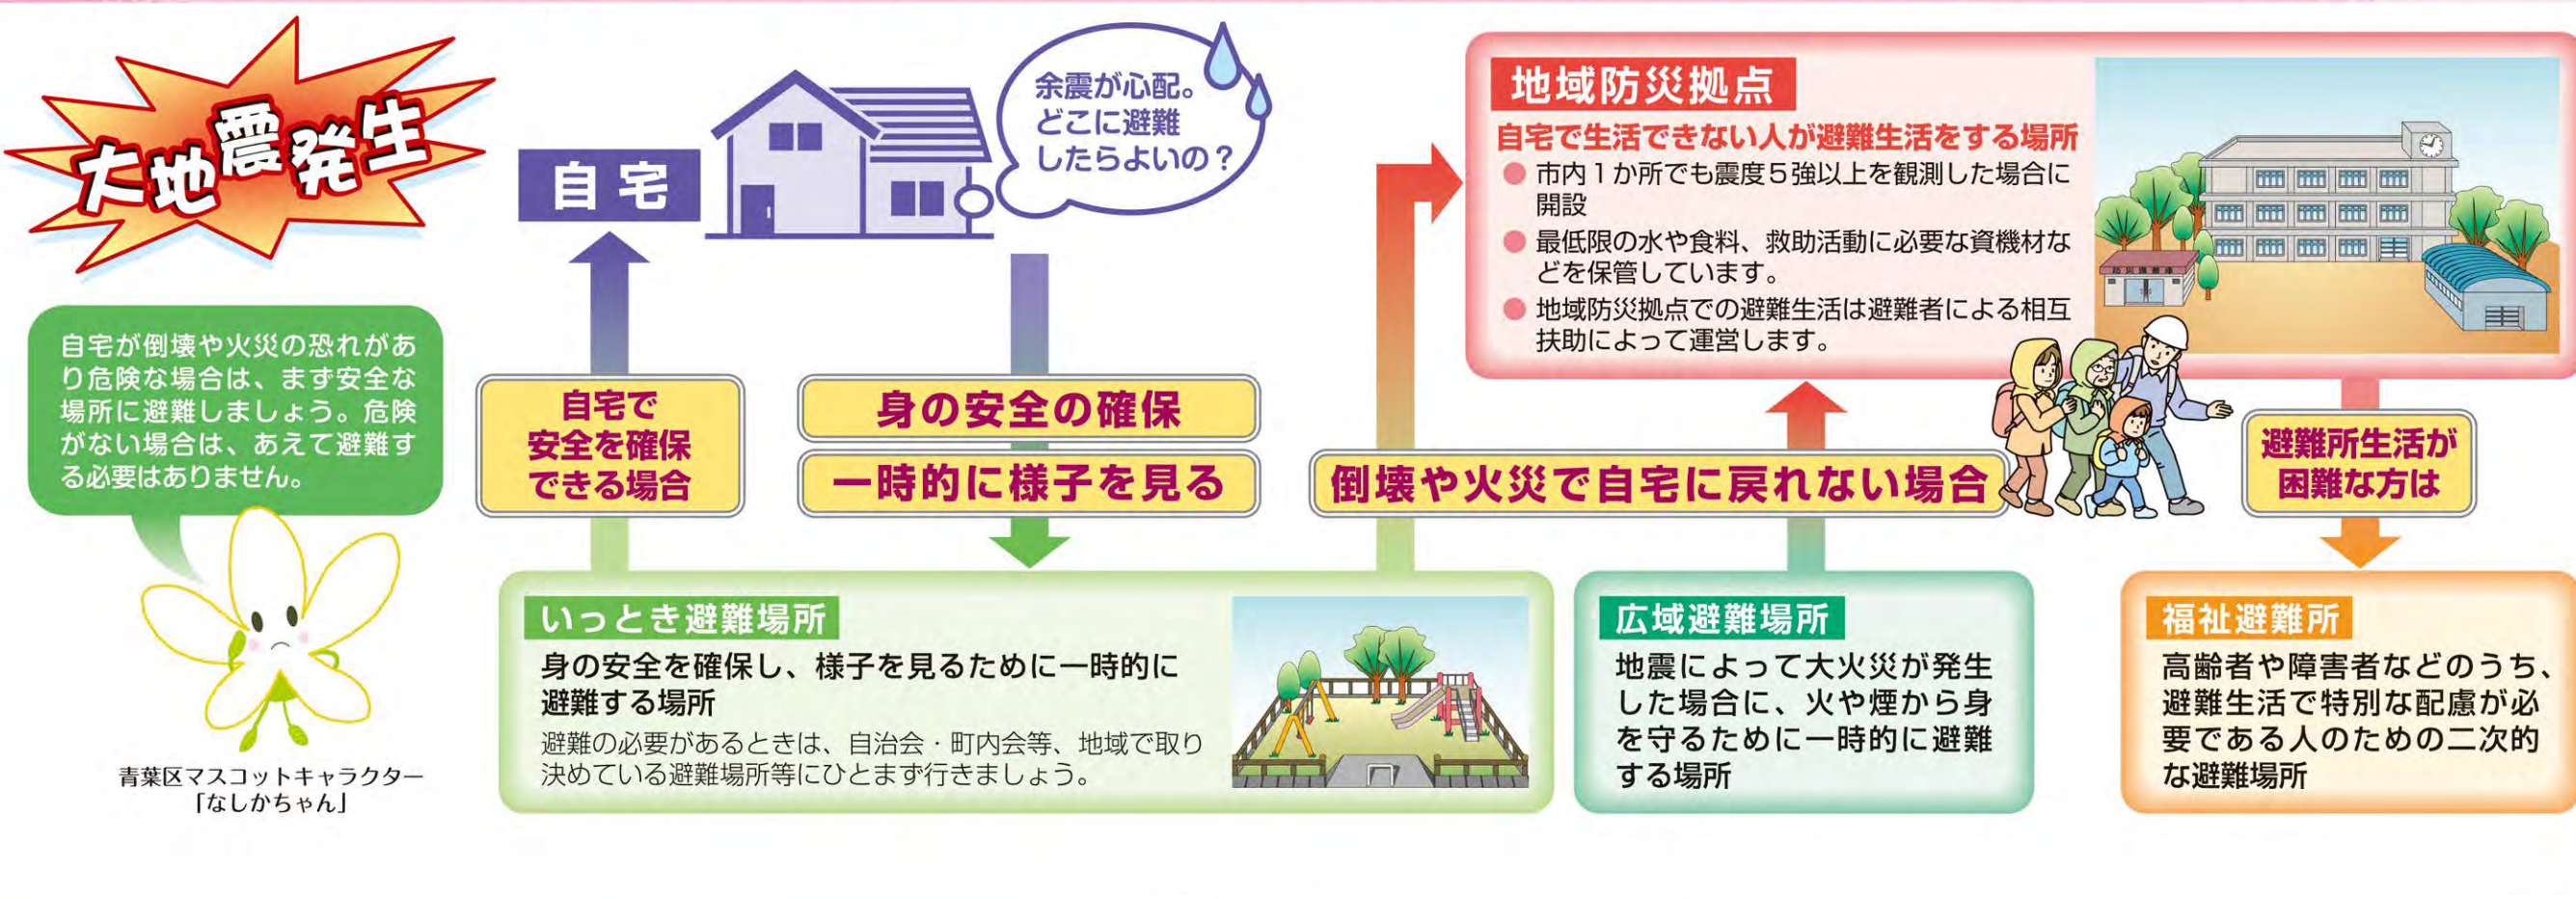 大地震発生
自宅が倒壊や火災の恐れがあ
り危険な場合は、まず安全な
場所に避難しましょう。危険
がない場合は、あえて避難す
る必要はありません。
青葉区マスコットキャラクター
「なしかちゃん」
自宅
余震が心配。
どこに避難
したらよいの？
自宅で
安全を確保
できる場合
身の安全の確保
一時的に様子を見る
いっとき避難場所
身の安全を確保し、様子を見るために一時的に
避難する場所
避難の必要があるときは、自治会・町内会等、地域で取り
決めている避難場所等にひとまず行きましょう。
倒壊や火災で自宅に戻れない場合
広域避難場所
地震によって大火災が発生
した場合に、火や煙から身
を守るために一時的に避難
する場所
地域防災拠点
自宅で生活できない人が避難生活をする場所
● 市内１か所でも震度５強以上を観測した場合に
開設
● 最低限の水や食料、救助活動に必要な資機材な
どを保管しています。
● 地域防災拠点での避難生活は避難者による相互
扶助によって運営します。
防災備蓄庫
避難所生活が
困難な方は
福祉避難所
高齢者や障害者などのうち、
避難生活で特別な配慮が必
要である人のための二次的
な避難場所